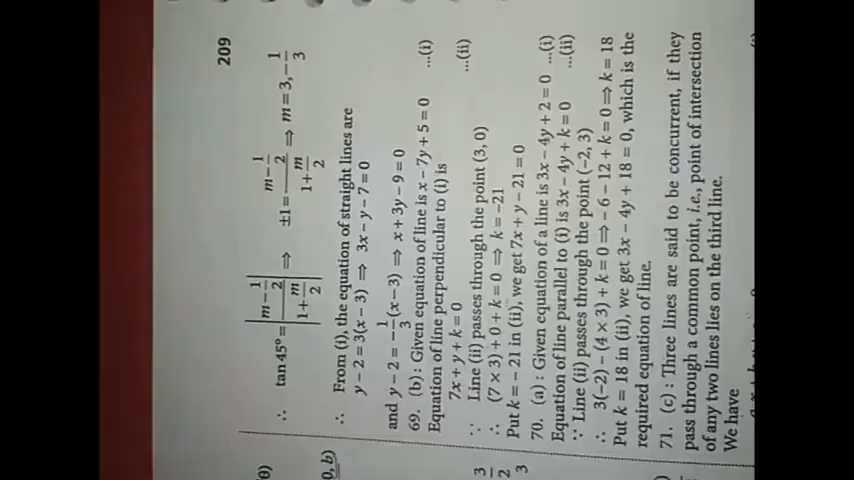 209
∴ tan 45° = |(m − 1/2)/(1 + m/2)| ⇒ ±1 = (m − 1/2)/(1 + m/2) ⇒ m = 3, −1/3
∴ From (i), the equation of straight lines are
y − 2 = 3(x − 3) ⇒ 3x − y − 7 = 0
and y − 2 = −1/3(x − 3) ⇒ x + 3y − 9 = 0
69. (b) : Given equation of line is x − 7y + 5 = 0 ...(i)
Equation of line perpendicular to (i) is
7x + y + k = 0 ...(ii)
∵ Line (ii) passes through the point (3, 0)
∴ (7 × 3) + 0 + k = 0 ⇒ k = −21
Put k = − 21 in (ii), we get 7x + y − 21 = 0
70. (a) : Given equation of a line is 3x − 4y + 2 = 0 ...(i)
Equation of line parallel to (i) is 3x − 4y + k = 0 ...(ii)
∵ Line (ii) passes through the point (−2, 3)
∴ 3(−2) − (4 × 3) + k = 0 ⇒ − 6 − 12 + k = 0 ⇒ k = 18
Put k = 18 in (ii), we get 3x − 4y + 18 = 0, which is the
required equation of line.
71. (c) : Three lines are said to be concurrent, if they
pass through a common point, i.e., point of intersection
of any two lines lies on the third line.
We have
θ)
0, b)
3/2
3